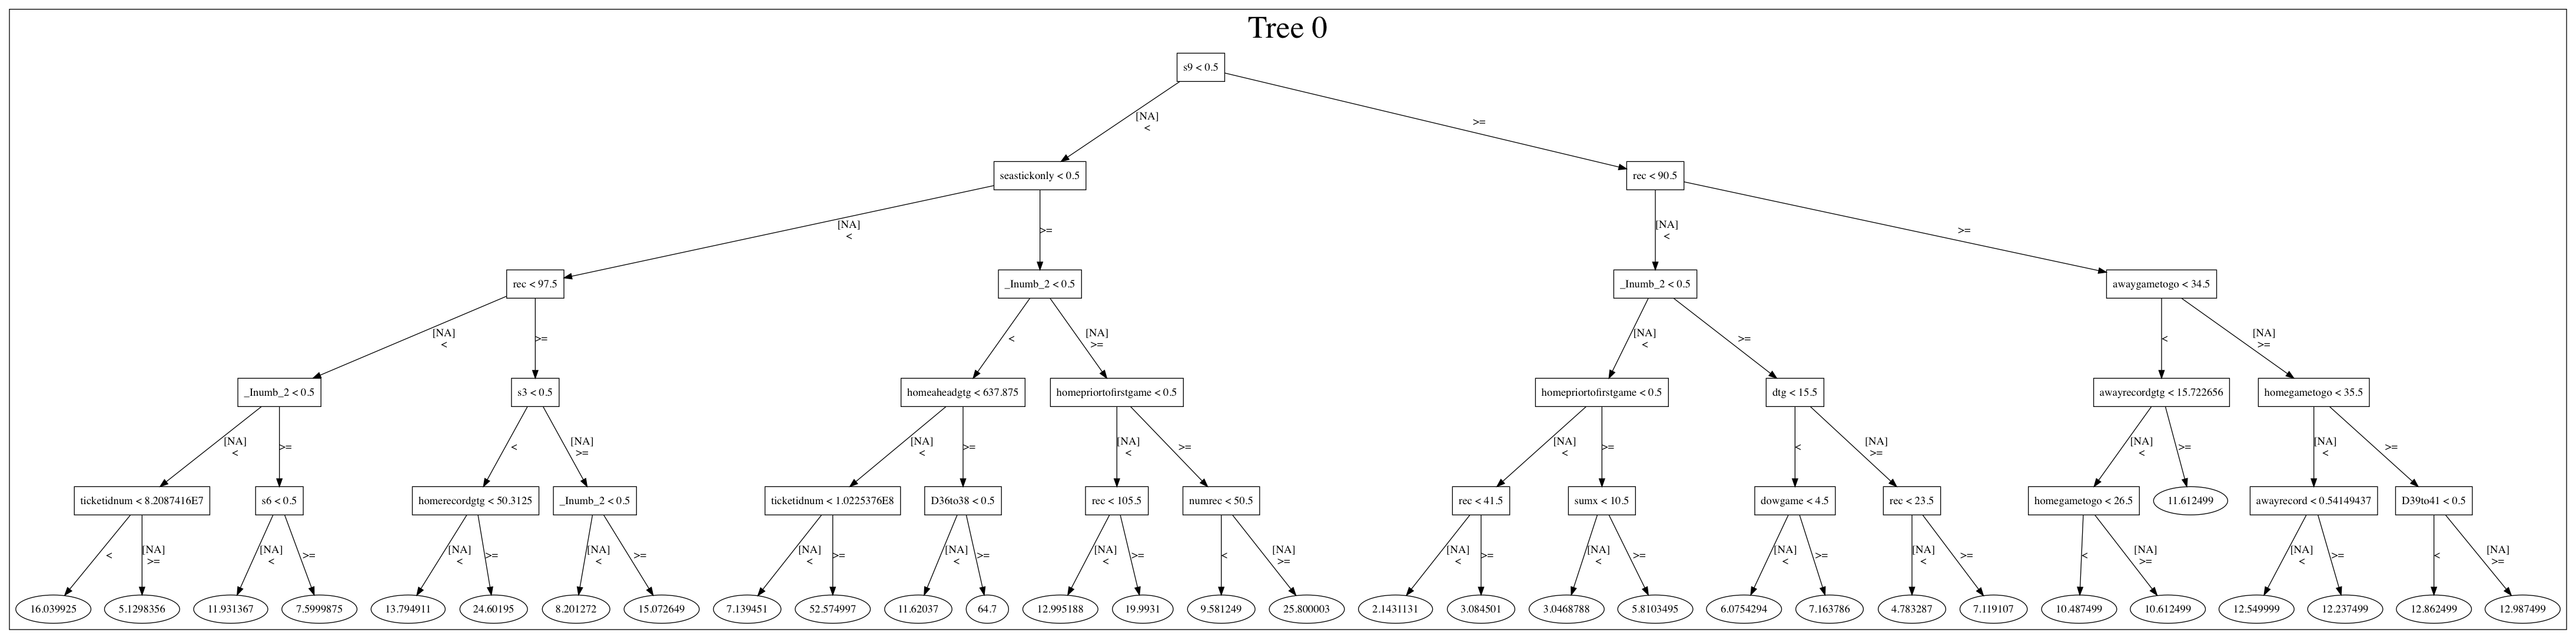 Tree 0
s9 < 0.5
[NA]
<
>=
seastickonly < 0.5
rec < 90.5
[NA]
<
>=
[NA]
<
>=
rec < 97.5
_Inumb_2 < 0.5
_Inumb_2 < 0.5
awaygametogo < 34.5
[NA]
<
>=
<
[NA]
>=
[NA]
<
>=
<
[NA]
>=
_Inumb_2 < 0.5
s3 < 0.5
homeaheadgtg < 637.875
homepriortofirstgame < 0.5
homepriortofirstgame < 0.5
dtg < 15.5
awayrecordgtg < 15.722656
homegametogo < 35.5
[NA]
<
>=
<
[NA]
>=
[NA]
<
>=
[NA]
<
>=
[NA]
<
>=
<
[NA]
>=
[NA]
<
>=
[NA]
<
>=
ticketidnum < 8.2087416E7
s6 < 0.5
homerecordgtg < 50.3125
_Inumb_2 < 0.5
ticketidnum < 1.0225376E8
D36to38 < 0.5
rec < 105.5
numrec < 50.5
rec < 41.5
sumx < 10.5
dowgame < 4.5
rec < 23.5
homegametogo < 26.5
11.612499
awayrecord < 0.54149437
D39to41 < 0.5
<
[NA]
>=
[NA]
<
>=
[NA]
<
>=
[NA]
<
>=
[NA]
<
>=
[NA]
<
>=
[NA]
<
>=
<
[NA]
>=
[NA]
<
>=
[NA]
<
>=
[NA]
<
>=
[NA]
<
>=
<
[NA]
>=
[NA]
<
>=
<
[NA]
>=
16.039925
5.1298356
11.931367
7.5999875
13.794911
24.60195
8.201272
15.072649
7.139451
52.574997
11.62037
64.7
12.995188
19.9931
9.581249
25.800003
2.1431131
3.084501
3.0468788
5.8103495
6.0754294
7.163786
4.783287
7.119107
10.487499
10.612499
12.549999
12.237499
12.862499
12.987499